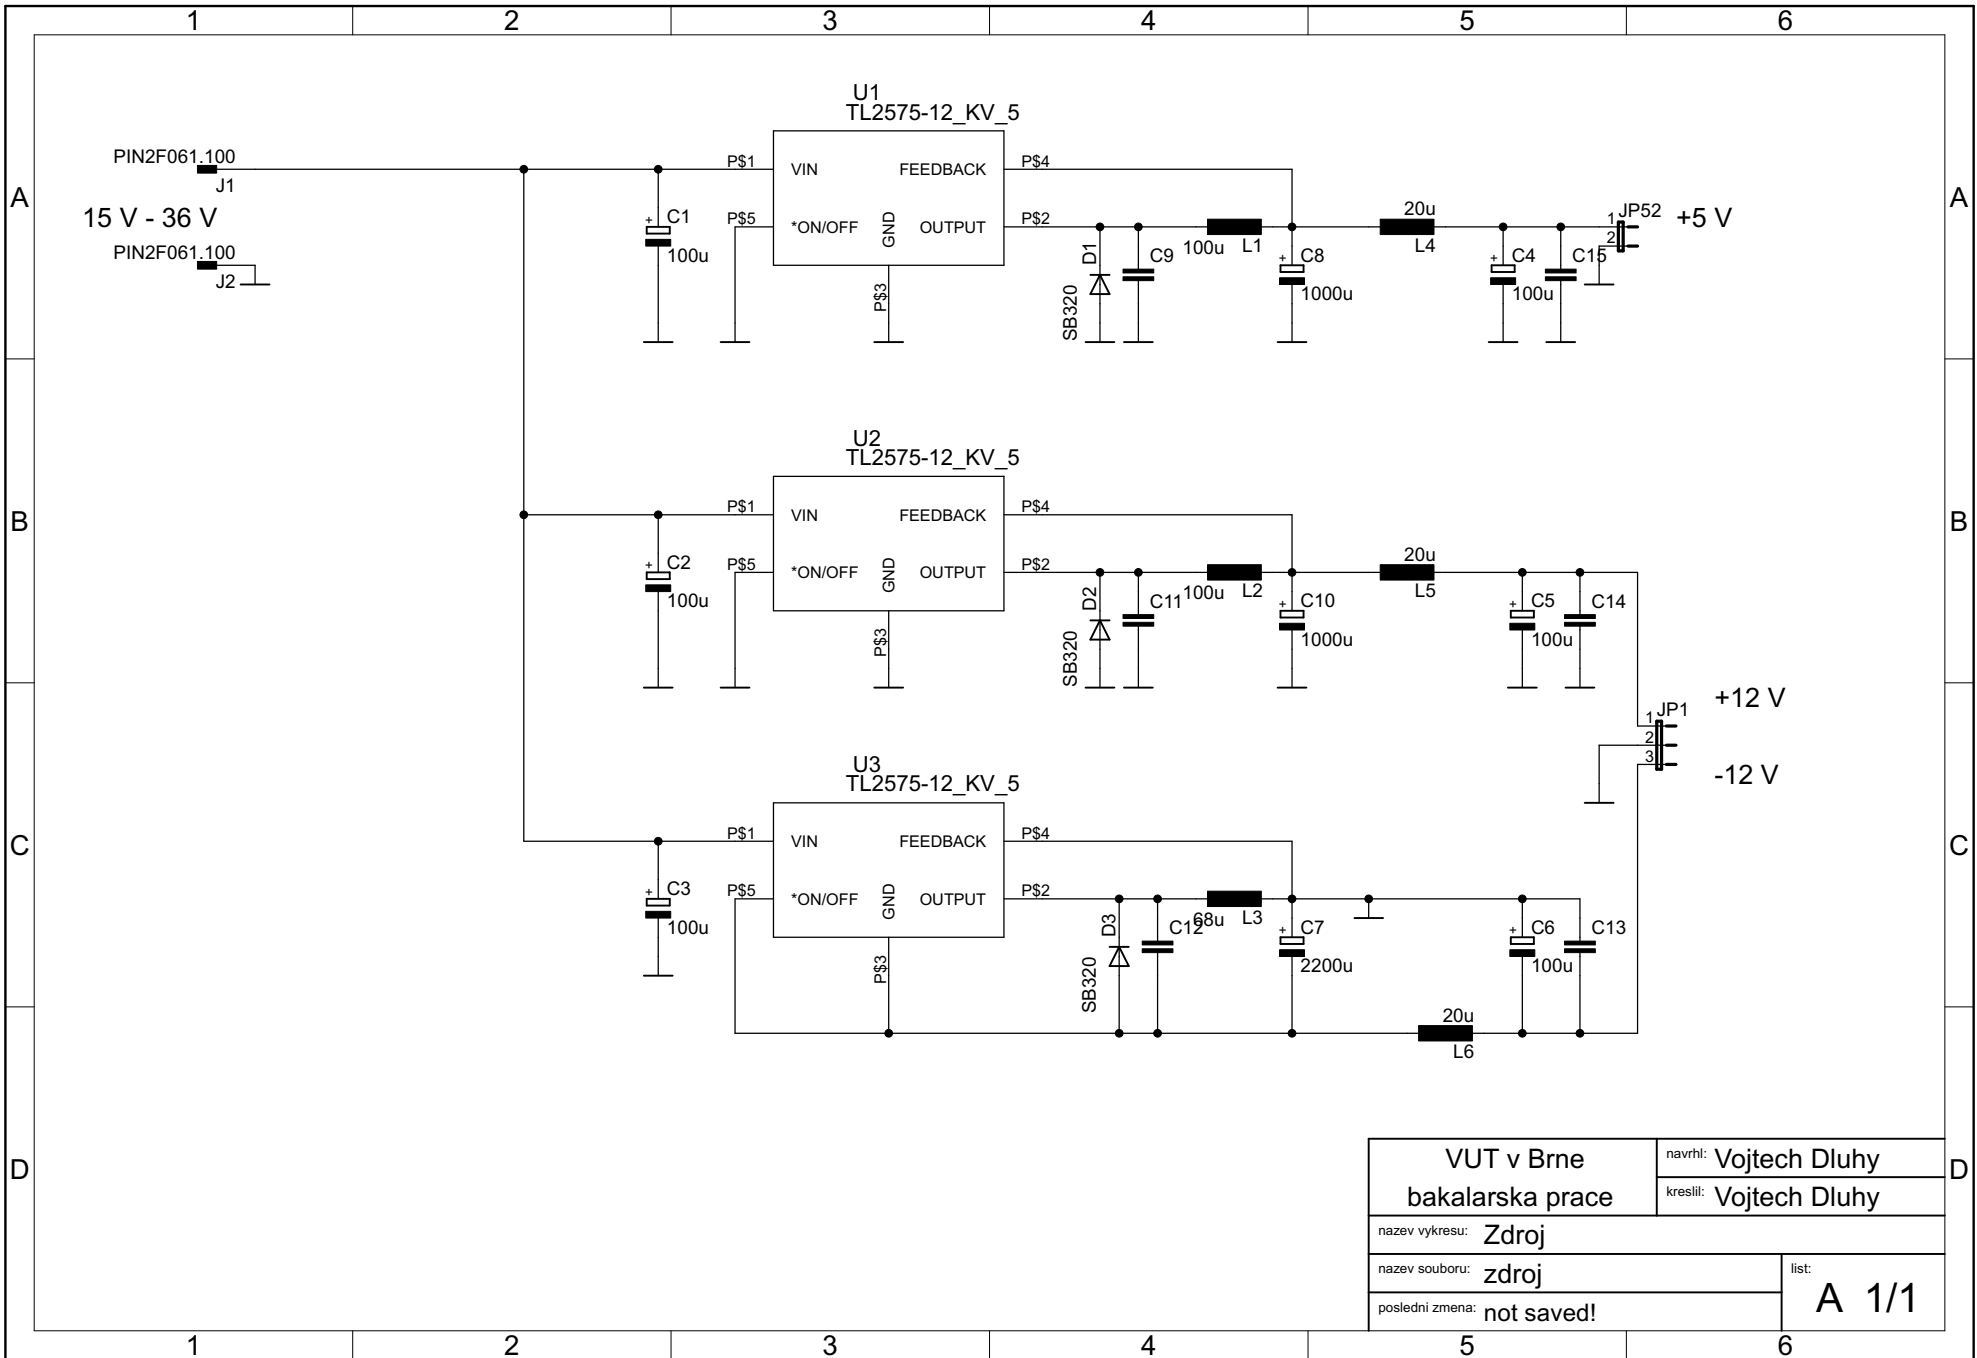 1 2 3 4 5 6
A A
B B
C C
D D
1 2 3 4 5 6
PIN2F061.100
J1
15 V - 36 V
PIN2F061.100
J2
U1
TL2575-12_KV_5
P$1 VIN FEEDBACK P$4
P$5 *ON/OFF GND OUTPUT P$2
P$3
+ C1
100u
D1
SB320
C9
100u L1
+ C8
1000u
20u
L4
+ C4
100u
C15
1 JP52 +5 V
2
U2
TL2575-12_KV_5
P$1 VIN FEEDBACK P$4
P$5 *ON/OFF GND OUTPUT P$2
P$3
+ C2
100u
D2
SB320
C11
100u L2
+ C10
1000u
20u
L5
+ C5
100u
C14
+12 V
1 JP1
2
3
-12 V
U3
TL2575-12_KV_5
P$1 VIN FEEDBACK P$4
P$5 *ON/OFF GND OUTPUT P$2
P$3
+ C3
100u
D3
SB320
C12
68u L3
+ C7
2200u
+ C6
100u
C13
20u
L6
VUT v Brne
bakalarska prace
navrhl: Vojtech Dluhy
kreslil: Vojtech Dluhy
nazev vykresu: Zdroj
nazev souboru: zdroj
posledni zmena: not saved!
list:
A 1/1